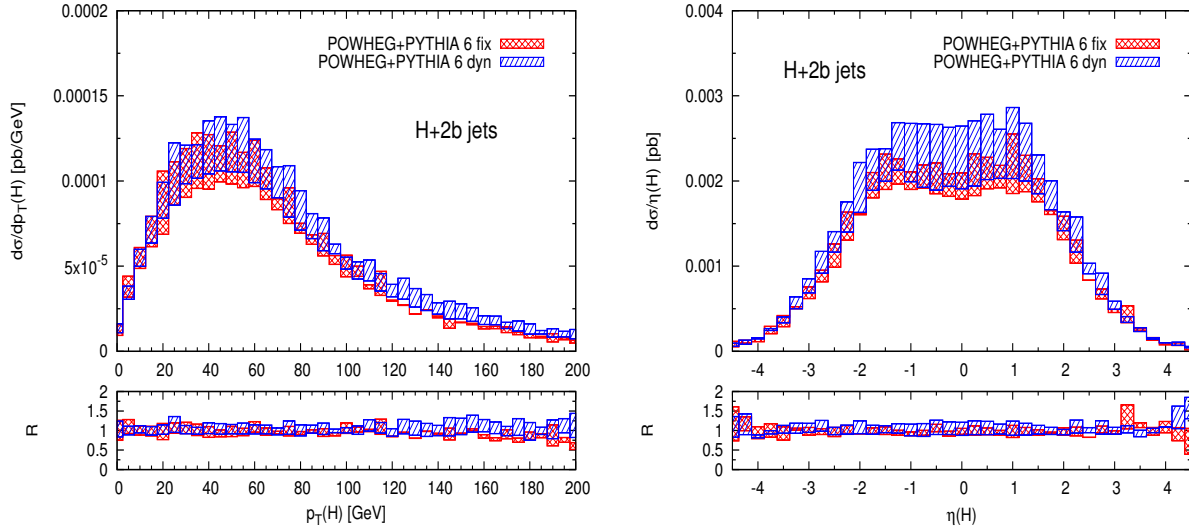 0.0002
POWHEG+PYTHIA 6 fix
POWHEG+PYTHIA 6 dyn
0.00015
H+2b jets
0.0001
5x10^-5
0
dσ/dp_T(H) [pb/GeV]
0 20 40 60 80 100 120 140 160 180 200
2
1.5
1
0.5
0
R
0 20 40 60 80 100 120 140 160 180 200
p_T(H) [GeV]
0.004
POWHEG+PYTHIA 6 fix
POWHEG+PYTHIA 6 dyn
H+2b jets
0.003
0.002
0.001
0
dσ/η(H) [pb]
-4 -3 -2 -1 0 1 2 3 4
2
1.5
1
0.5
0
R
-4 -3 -2 -1 0 1 2 3 4
η(H)